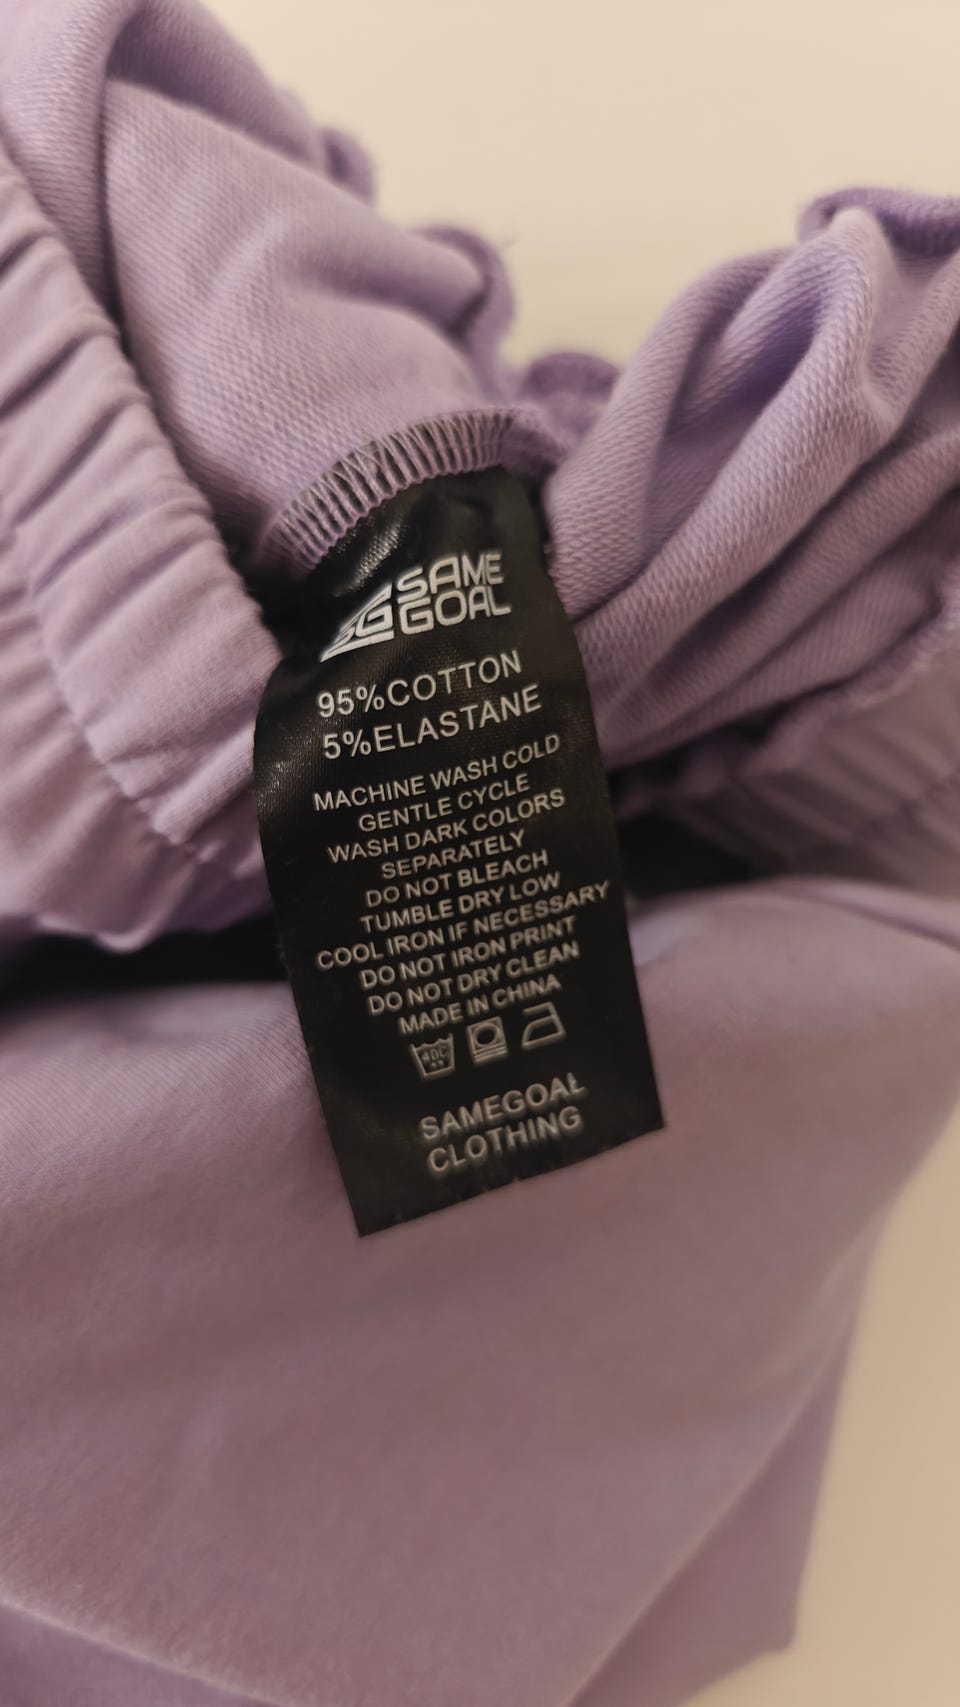 SG SAME
GOAL
95%COTTON
5%ELASTANE
MACHINE WASH COLD
GENTLE CYCLE
WASH DARK COLORS
SEPARATELY
DO NOT BLEACH
TUMBLE DRY LOW
COOL IRON IF NECESSARY
DO NOT IRON PRINT
DO NOT DRY CLEAN
MADE IN CHINA
40C
SAMEGOAL
CLOTHING